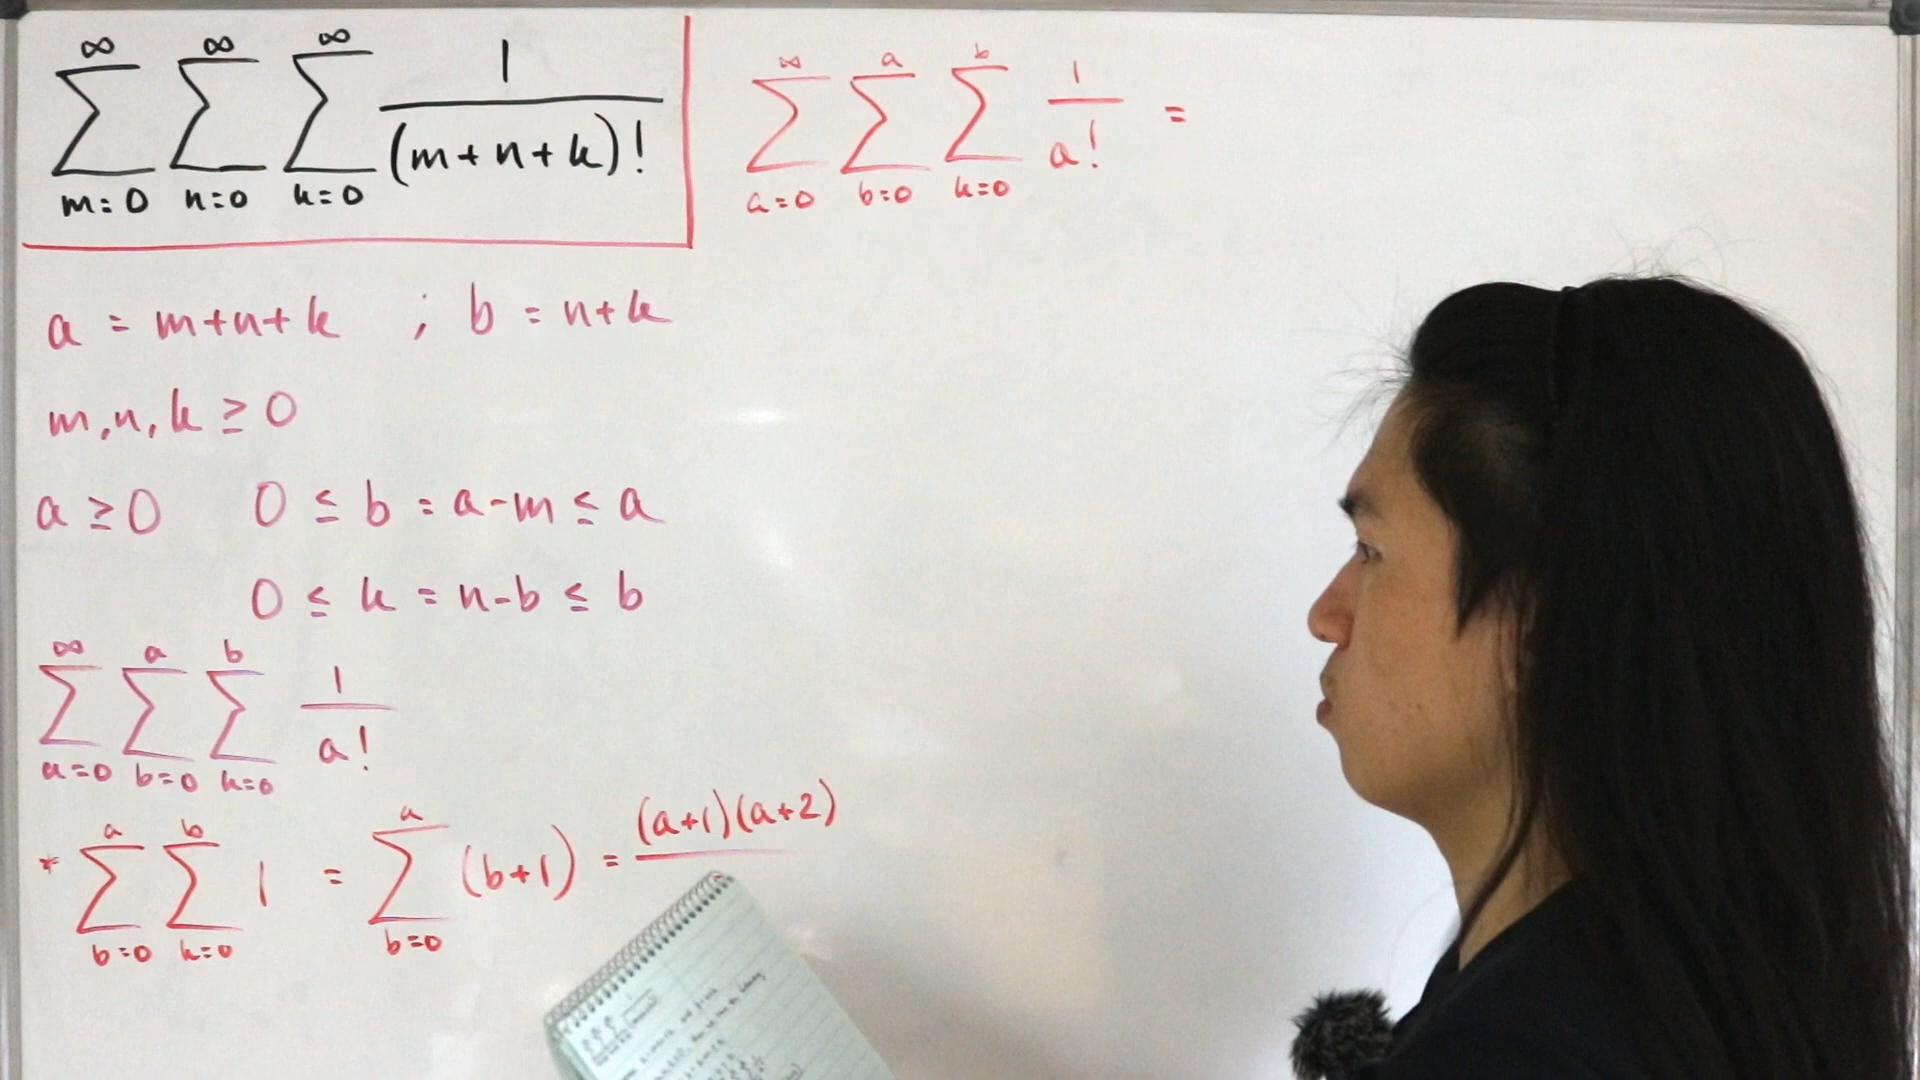 ∞ ∞ ∞
∑ ∑ ∑ 1/(m+n+k)!
m=0 n=0 k=0
a = m+n+k ; b = n+k
m,n,k ≥ 0
a ≥ 0 0 ≤ b = a-m ≤ a
0 ≤ k = n-b ≤ b
∞ a b
∑ ∑ ∑ 1/a!
a=0 b=0 k=0
a b a
* ∑ ∑ 1 = ∑ (b+1) = (a+1)(a+2)
b=0 k=0 b=0
∞ a b
∑ ∑ ∑ 1/a! =
a=0 b=0 k=0